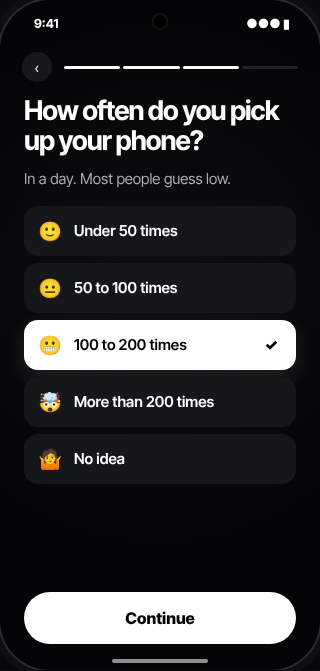 9:41
How often do you pick
up your phone?
In a day. Most people guess low.
Under 50 times
50 to 100 times
100 to 200 times
More than 200 times
No idea
Continue